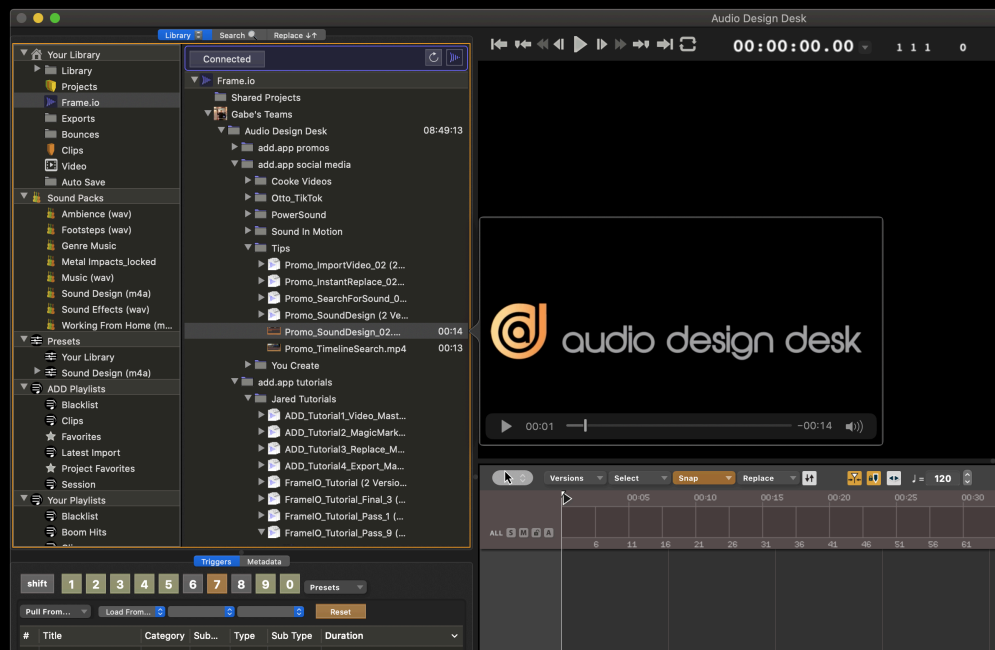 Audio Design Desk
Library
Search
Replace ↓↑
00:00:00.00
1 1 1
0
Your Library
Library
Projects
Frame.io
Exports
Bounces
Clips
Video
Auto Save
Sound Packs
Ambience (wav)
Footsteps (wav)
Genre Music
Metal Impacts_locked
Music (wav)
Sound Design (m4a)
Sound Effects (wav)
Working From Home (m...
Presets
Your Library
Sound Design (m4a)
ADD Playlists
Blacklist
Clips
Favorites
Latest Import
Project Favorites
Session
Your Playlists
Blacklist
Boom Hits
Connected
Frame.io
Shared Projects
Gabe's Teams
Audio Design Desk 08:49:13
add.app promos
add.app social media
Cooke Videos
Otto_TikTok
PowerSound
Sound In Motion
Tips
Promo_ImportVideo_02 (2...
Promo_InstantReplace_02...
Promo_SearchForSound_0...
Promo_SoundDesign (2 Ve...
Promo_SoundDesign_02.... 00:14
Promo_TimelineSearch.mp4 00:13
You Create
add.app tutorials
Jared Tutorials
ADD_Tutorial1_Video_Mast...
ADD_Tutorial2_MagicMark...
ADD_Tutorial3_Replace_M...
ADD_Tutorial4_Export_Ma...
FrameIO_Tutorial (2 Versio...
FrameIO_Tutorial_Final_3 (...
FrameIO_Tutorial_Pass_1 (...
FrameIO_Tutorial_Pass_9 (...
audio design desk
00:01
-00:14
Versions
Select
Snap
Replace
♩= 120
00:05 00:10 00:15 00:20 00:25 00:30
ALL S M A
6 11 16 21 26 31 36 41 46 51 56 61
Triggers
Metadata
shift 1 2 3 4 5 6 7 8 9 0 Presets
Pull From... Load From... Reset
# Title Category Sub... Type Sub Type Duration